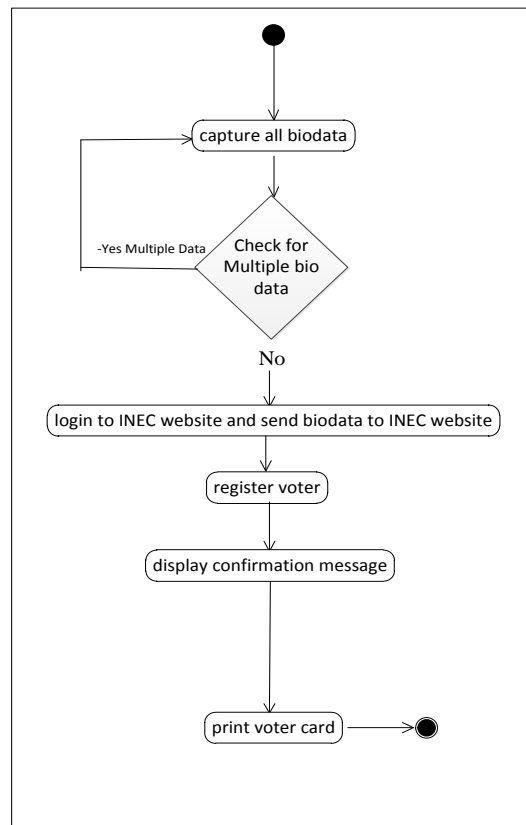 capture all biodata
-Yes Multiple Data
Check for
Multiple bio
data
No
login to INEC website and send biodata to INEC website
register voter
display confirmation message
print voter card